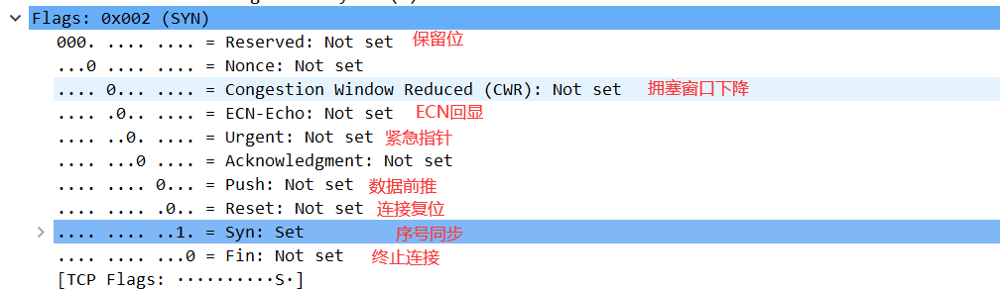 Flags: 0x002 (SYN)
000. .... .... = Reserved: Not set 保留位
...0 .... .... = Nonce: Not set
.... 0... .... = Congestion Window Reduced (CWR): Not set 拥塞窗口下降
.... .0.. .... = ECN-Echo: Not set ECN回显
.... ..0. .... = Urgent: Not set 紧急指针
.... ...0 .... = Acknowledgment: Not set
.... .... 0... = Push: Not set 数据前推
.... .... .0.. = Reset: Not set 连接复位
.... .... ..1. = Syn: Set 序号同步
.... .... ...0 = Fin: Not set 终止连接
[TCP Flags: ··········S·]